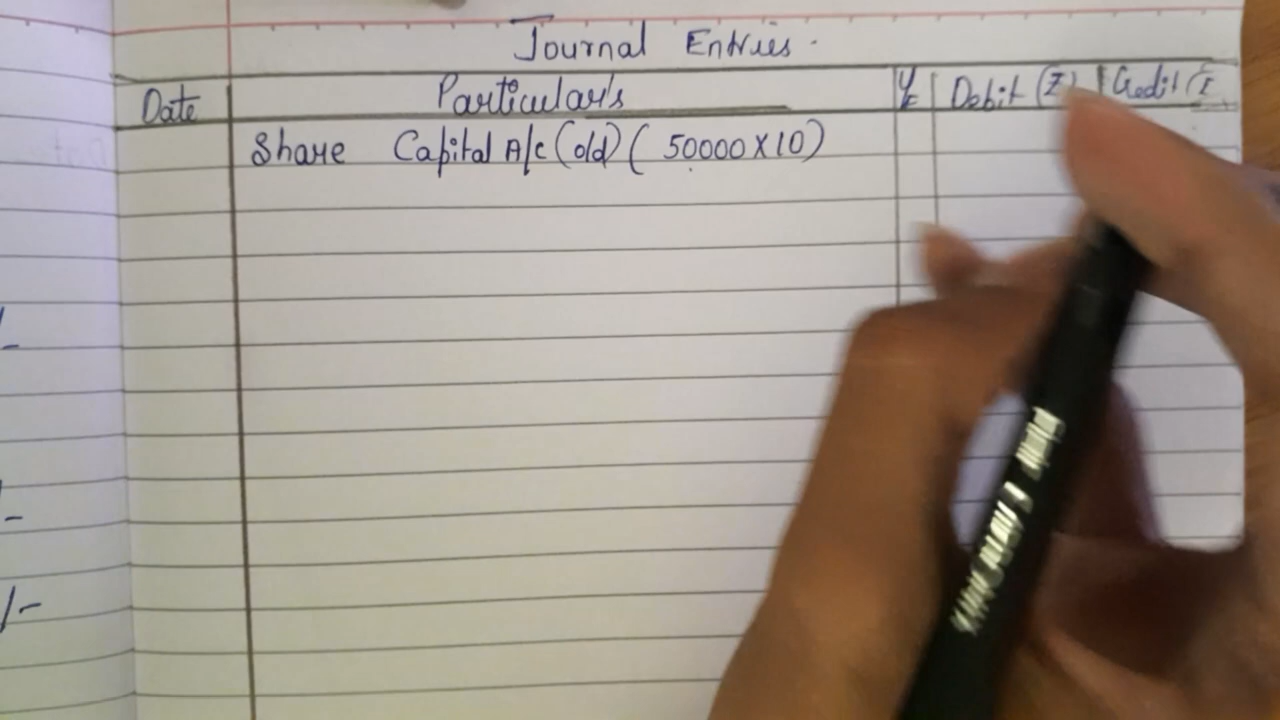 Journal Entries.
Date Particulars Debit (₹) Credit (₹
Share Capital A/c (old) ( 50000 X 10)
/-
/-
/-